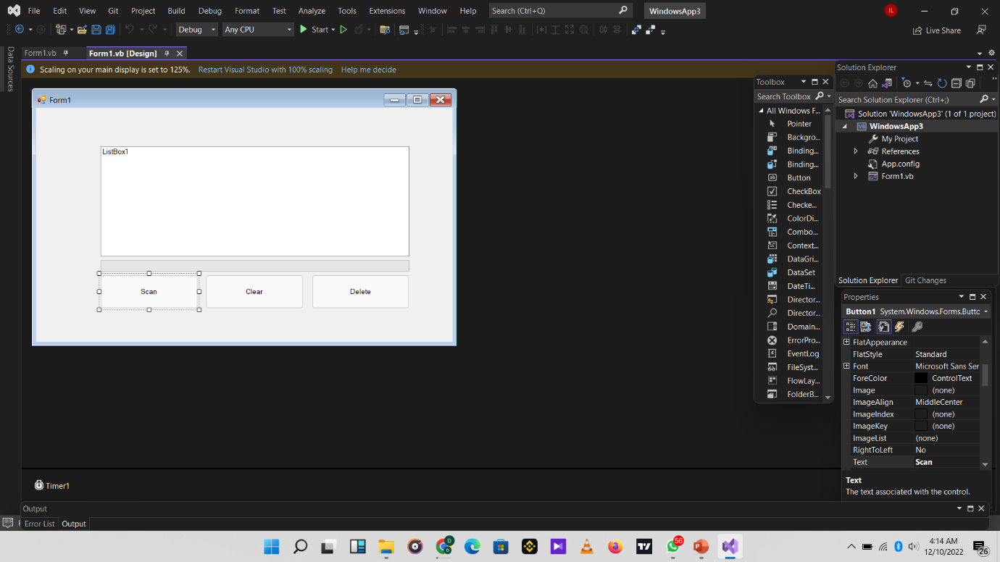 File Edit View Git Project Build Debug Format Test Analyze Tools Extensions Window Help Search (Ctrl+Q) WindowsApp3 IL
Debug Any CPU Start Live Share
Data Sources
Form1.vb Form1.vb [Design]
Scaling on your main display is set to 125%. Restart Visual Studio with 100% scaling Help me decide
Form1
ListBox1
Scan Clear Delete
Timer1
Toolbox
Search Toolbox
All Windows F...
Pointer
Backgro...
Binding...
Binding...
Button
CheckBox
Checke...
ColorDi...
Combo...
Context...
DataGri...
DataSet
DateTi...
Director...
Director...
Domain...
ErrorPro...
EventLog
FileSyst...
FlowLay...
FolderB...
Solution Explorer
Search Solution Explorer (Ctrl+;)
Solution 'WindowsApp3' (1 of 1 project)
VB WindowsApp3
My Project
References
App.config
Form1.vb
Solution Explorer Git Changes
Properties
Button1 System.Windows.Forms.Butto
FlatAppearance
FlatStyle Standard
Font Microsoft Sans Ser
ForeColor ControlText
Image (none)
ImageAlign MiddleCenter
ImageIndex (none)
ImageKey (none)
ImageList (none)
RightToLeft No
Text Scan
Text
The text associated with the control.
Output
Error List Output
56
4:14 AM
12/10/2022
26